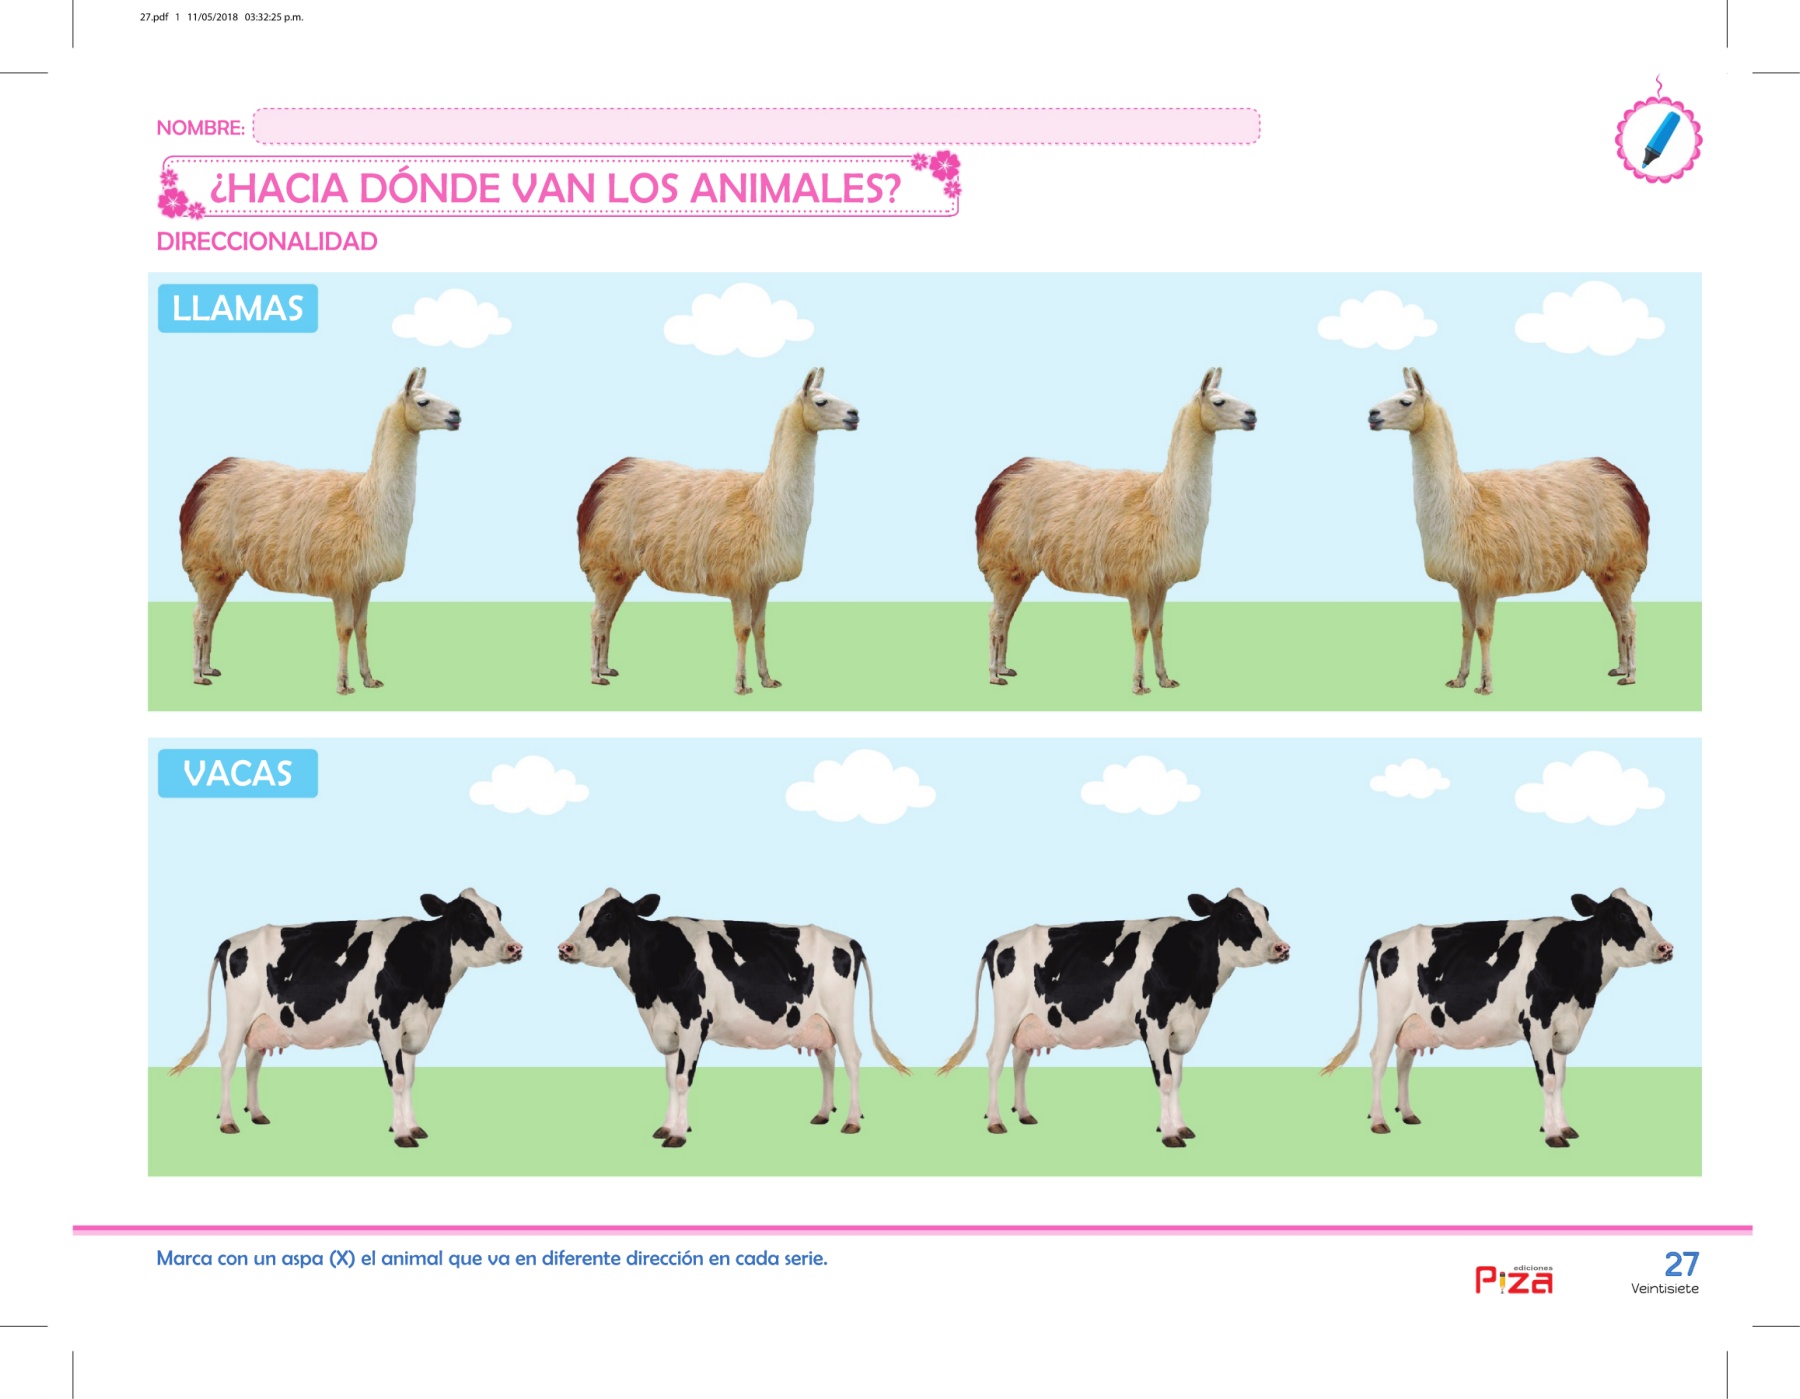 27.pdf 1 11/05/2018 03:32:25 p.m.
NOMBRE:
¿HACIA DÓNDE VAN LOS ANIMALES?
DIRECCIONALIDAD
LLAMAS
VACAS
Marca con un aspa (X) el animal que va en diferente dirección en cada serie.
ediciones
Piza
27
Veintisiete